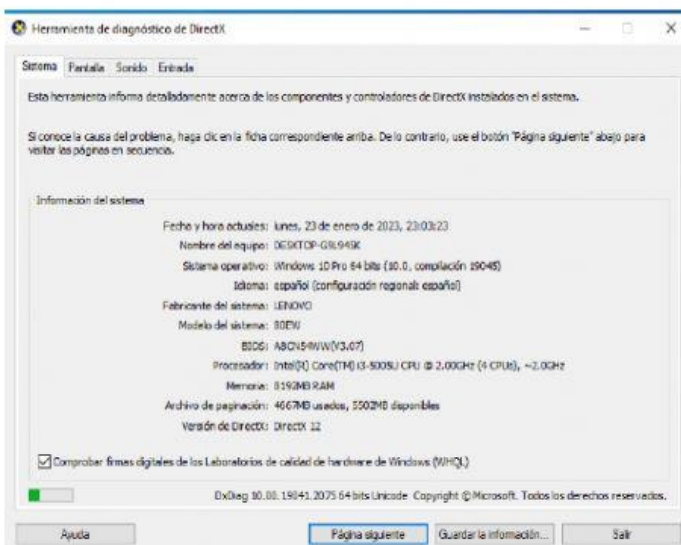 Herramienta de diagnóstico de DirectX
Sistema Pantalla Sonido Entrada
Esta herramienta informa detalladamente acerca de los componentes y controladores de DirectX instalados en el sistema.
Si conoce la causa del problema, haga clic en la ficha correspondiente arriba. De lo contrario, use el botón "Página siguiente" abajo para
visitar las páginas en secuencia.
Información del sistema
Fecha y hora actuales: lunes, 23 de enero de 2023, 23:03:23
Nombre del equipo:
Sistema operativo: Windows 10 Pro 64 bits (10.0, compilación 19045)
Idioma: español (configuración regional: español)
Fabricante del sistema: LENOVO
Modelo del sistema: 80EW
BIOS: A8CN54WW(V3.07)
Procesador: Intel(R) Core(TM) i3-5005U CPU @ 2.00GHz (4 CPUs), ~2.0GHz
Memoria: 8192MB RAM
Archivo de paginación: 4667MB usados, 5502MB disponibles
Versión de DirectX: DirectX 12
Comprobar firmas digitales de los Laboratorios de calidad de hardware de Windows (WHQL)
DxDiag 10.00.19041.2075 64 bits Unicode Copyright © Microsoft. Todos los derechos reservados.
Ayuda Página siguiente Guardar la información... Salir